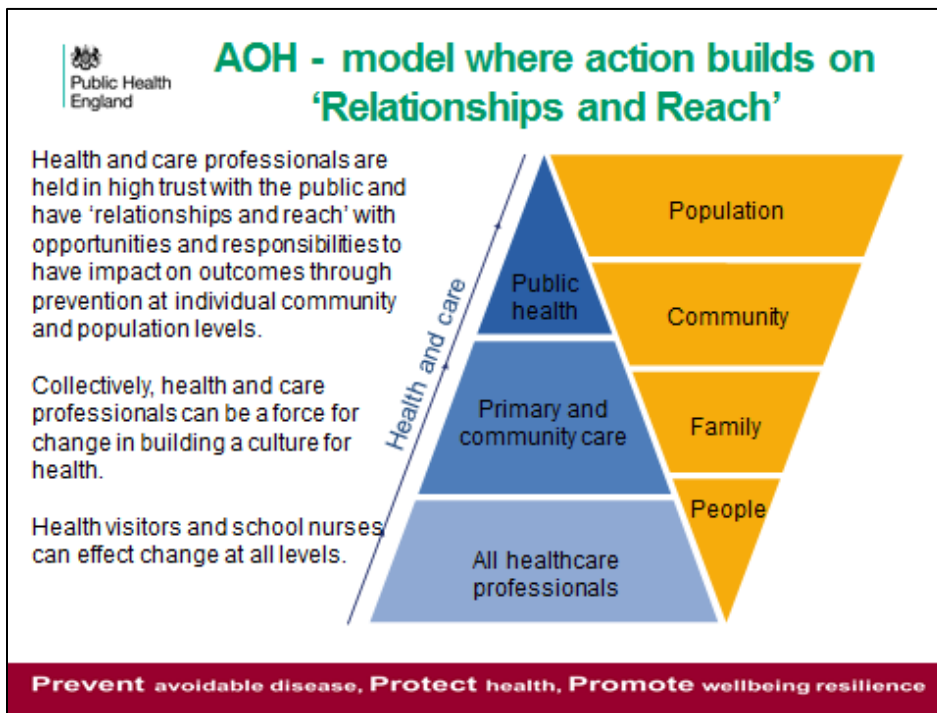 Public Health
England
AOH - model where action builds on
‘Relationships and Reach’
Health and care professionals are
held in high trust with the public and
have ‘relationships and reach’ with
opportunities and responsibilities to
have impact on outcomes through
prevention at individual community
and population levels.
Collectively, health and care
professionals can be a force for
change in building a culture for
health.
Health visitors and school nurses
can effect change at all levels.
Health and care
Public
health
Primary and
community care
All healthcare
professionals
Population
Community
Family
People
Prevent avoidable disease, Protect health, Promote wellbeing resilience